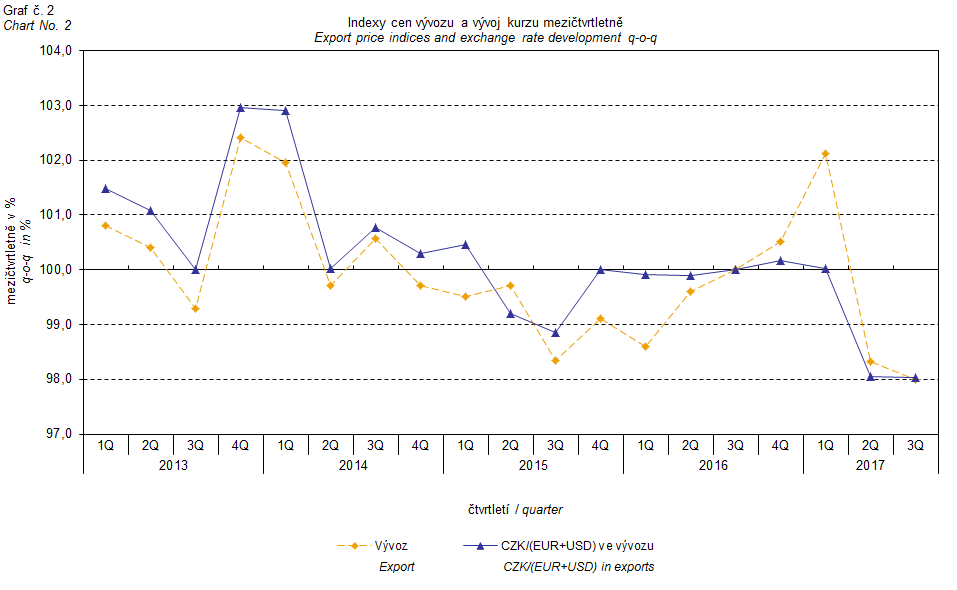 Graf č. 2
Chart No. 2
Indexy cen vývozu a vývoj kurzu mezičtvrtletně
Export price indices and exchange rate development q-o-q
104,0
103,0
102,0
101,0
100,0
99,0
98,0
97,0
mezičtvrtletně v %
q-o-q in %
1Q 2Q 3Q 4Q 1Q 2Q 3Q 4Q 1Q 2Q 3Q 4Q 1Q 2Q 3Q 4Q 1Q 2Q 3Q
2013 2014 2015 2016 2017
čtvrtletí / quarter
Vývoz CZK/(EUR+USD) ve vývozu
Export CZK/(EUR+USD) in exports